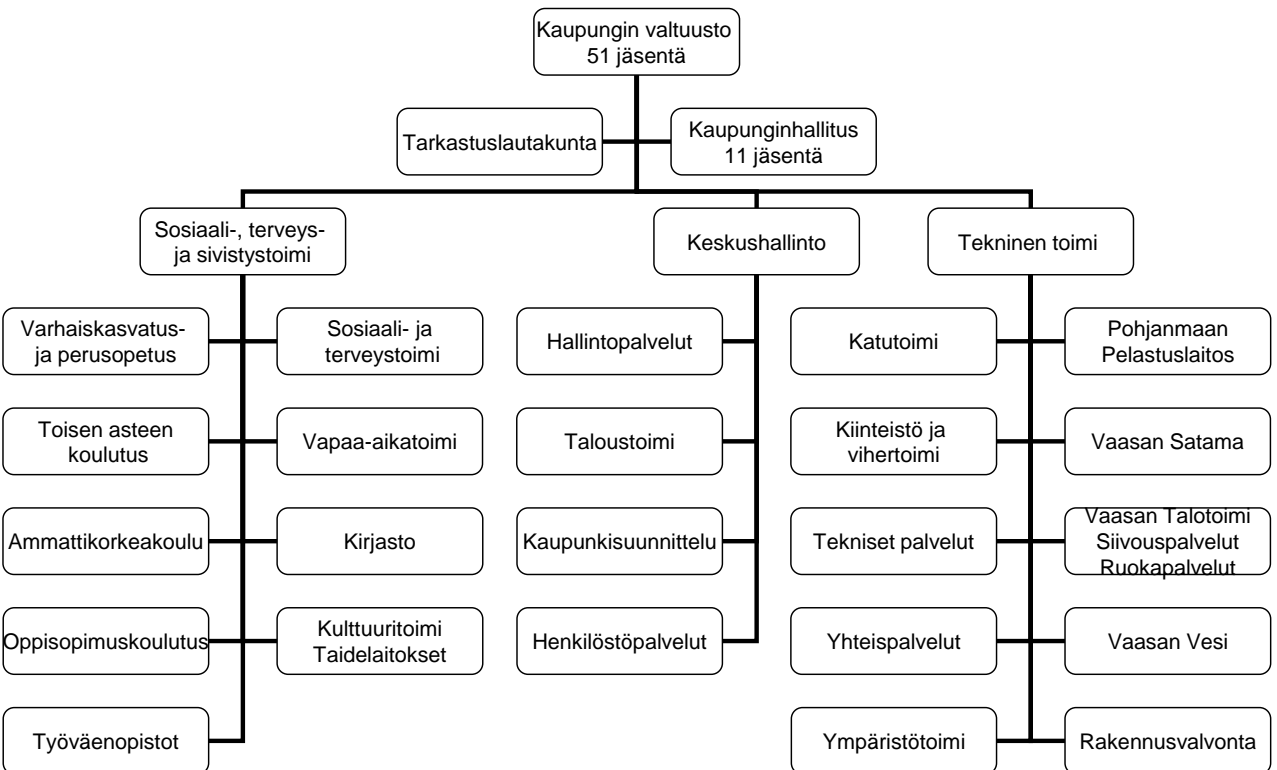 Kaupungin valtuusto
51 jäsentä
Tarkastuslautakunta
Kaupunginhallitus
11 jäsentä
Sosiaali-, terveys-
ja sivistystoimi
Keskushallinto
Tekninen toimi
Varhaiskasvatus-
ja perusopetus
Sosiaali- ja
terveystoimi
Hallintopalvelut
Katutoimi
Pohjanmaan
Pelastuslaitos
Toisen asteen
koulutus
Vapaa-aikatoimi
Taloustoimi
Kiinteistö ja
vihertoimi
Vaasan Satama
Ammattikorkeakoulu
Kirjasto
Kaupunkisuunnittelu
Tekniset palvelut
Vaasan Talotoimi
Siivouspalvelut
Ruokapalvelut
Oppisopimuskoulutus
Kulttuuritoimi
Taidelaitokset
Henkilöstöpalvelut
Yhteispalvelut
Vaasan Vesi
Työväenopistot
Ympäristötoimi
Rakennusvalvonta